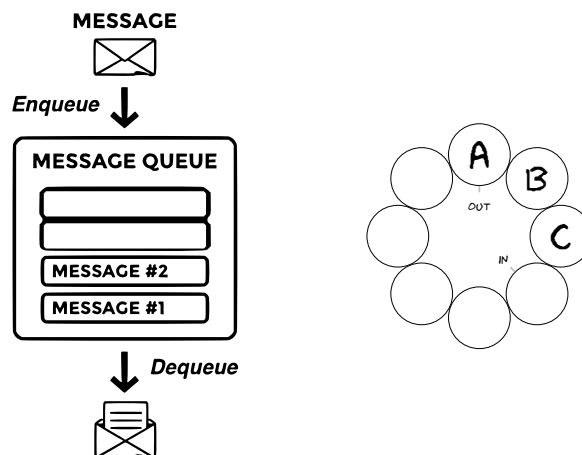 MESSAGE
Enqueue
MESSAGE QUEUE
MESSAGE #2
MESSAGE #1
Dequeue
A
B
OUT
C
IN